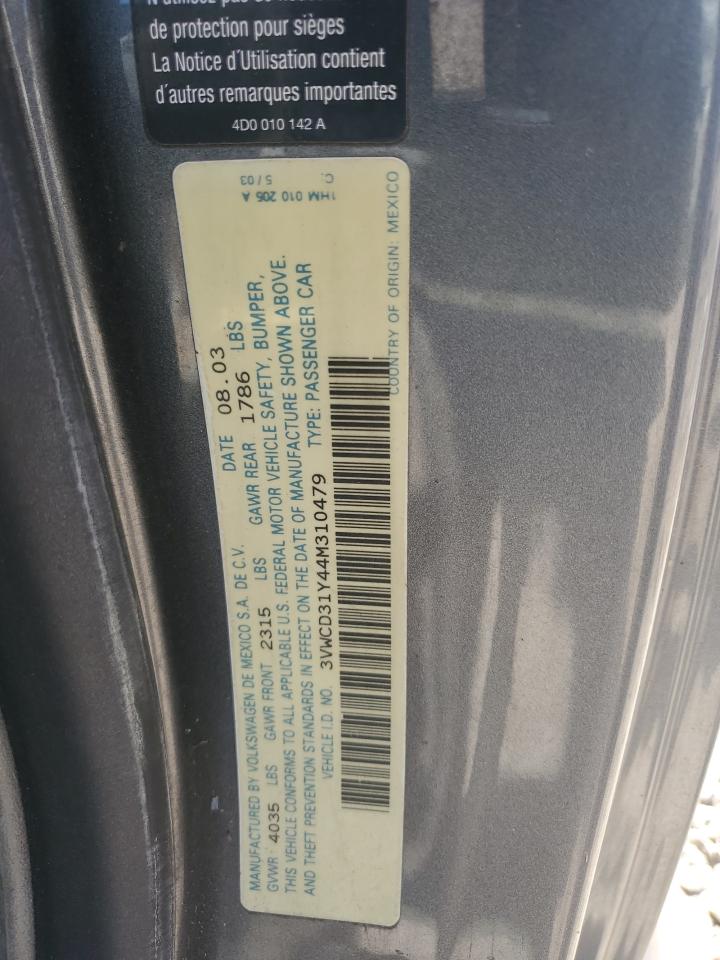 de protection pour sièges
La Notice d'Utilisation contient
d'autres remarques importantes
4D0 010 142 A
1HM 010 205 A
5/03
MANUFACTURED BY VOLKSWAGEN DE MEXICO S.A. DE C.V. DATE 08.03
GVWR 4035 LBS GAWR FRONT 2315 LBS GAWR REAR 1786 LBS
THIS VEHICLE CONFORMS TO ALL APPLICABLE U.S. FEDERAL MOTOR VEHICLE SAFETY, BUMPER,
AND THEFT PREVENTION STANDARDS IN EFFECT ON THE DATE OF MANUFACTURE SHOWN ABOVE.
VEHICLE I.D. NO. 3VWCD31Y44M310479 TYPE: PASSENGER CAR
COUNTRY OF ORIGIN: MEXICO